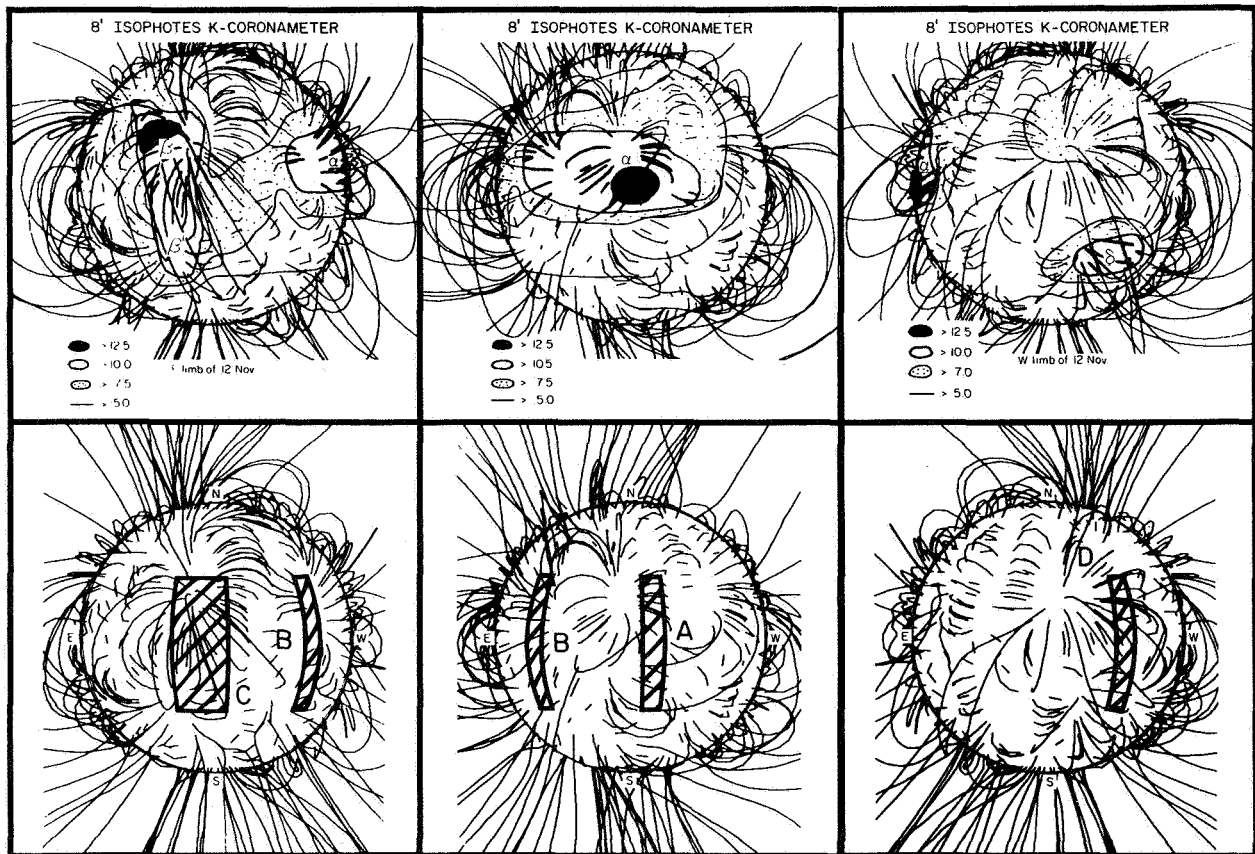 8' ISOPHOTES K-CORONAMETER
α
β
> 12.5
> 10.0
> 7.5
> 5.0
limb of 12 Nov.
8' ISOPHOTES K-CORONAMETER
α
> 12.5
> 10.5
> 7.5
> 5.0
8' ISOPHOTES K-CORONAMETER
γ
δ
> 12.5
> 10.0
> 7.0
> 5.0
W limb of 12 Nov.
N
E
B
W
C
S
N
E
B
A
W
S
N
D
E
W
S